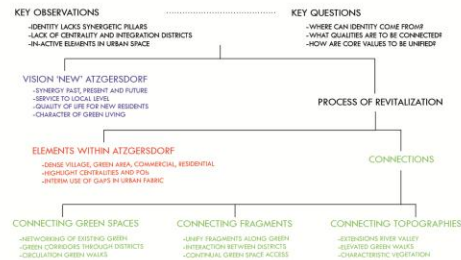 KEY OBSERVATIONS
-IDENTITY LACKS SYNERGETIC PILLARS
-LACK OF CENTRALITY AND INTEGRATION DISTRICTS
-IN-ACTIVE ELEMENTS IN URBAN SPACE
KEY QUESTIONS
-WHERE CAN IDENTITY COME FROM?
-WHAT QUALITIES ARE TO BE CONNECTED?
-HOW ARE CORE VALUES TO BE UNIFIED?
VISION 'NEW' ATZGERSDORF
-SYNERGY PAST, PRESENT AND FUTURE
-SERVICE TO LOCAL LEVEL
-QUALITY OF LIFE FOR NEW RESIDENTS
-CHARACTER OF GREEN LIVING
PROCESS OF REVITALIZATION
ELEMENTS WITHIN ATZGERSDORF
-DENSE VILLAGE, GREEN AREA, COMMERCIAL, RESIDENTIAL
-HIGHLIGHT CENTRALITIES AND POIs
-INTERIM USE OF GAPS IN URBAN FABRIC
CONNECTIONS
CONNECTING GREEN SPACES
-NETWORKING OF EXISTING GREEN
-GREEN CORRIDORS THROUGH DISTRICTS
-CIRCULATION GREEN WALKS
CONNECTING FRAGMENTS
-UNIFY FRAGMENTS ALONG GREEN
-INTERACTION BETWEEN DISTRICTS
-CONTINUAL GREEN SPACE ACCESS
CONNECTING TOPOGRAPHIES
-EXTENSIONS RIVER VALLEY
-ELEVATED GREEN WALKS
-CHARACTERISTIC VEGETATION